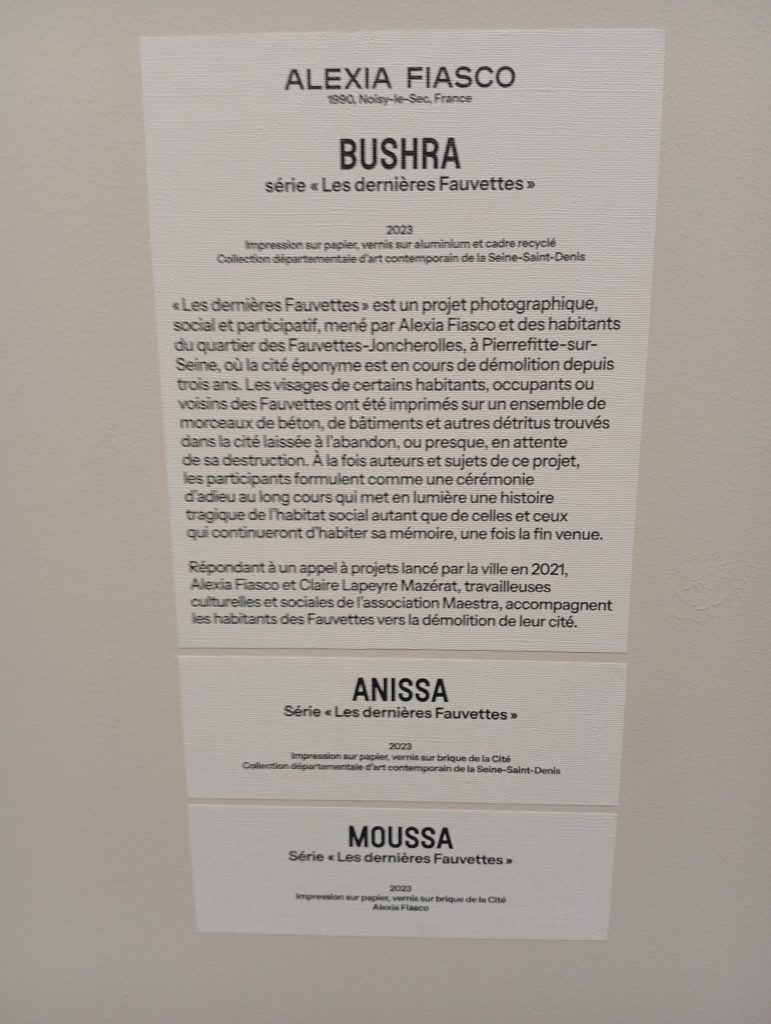 ALEXIA FIASCO
1990, Noisy-le-Sec, France
BUSHRA
série « Les dernières Fauvettes »
2023
Impression sur papier, vernis sur aluminium et cadre recyclé
Collection départementale d'art contemporain de la Seine-Saint-Denis
« Les dernières Fauvettes » est un projet photographique,
social et participatif, mené par Alexia Fiasco et des habitants
du quartier des Fauvettes-Joncherolles, à Pierrefitte-sur-
Seine, où la cité éponyme est en cours de démolition depuis
trois ans. Les visages de certains habitants, occupants ou
voisins des Fauvettes ont été imprimés sur un ensemble de
morceaux de béton, de bâtiments et autres détritus trouvés
dans la cité laissée à l'abandon, ou presque, en attente
de sa destruction. À la fois auteurs et sujets de ce projet,
les participants formulent comme une cérémonie
d'adieu au long cours qui met en lumière une histoire
tragique de l'habitat social autant que de celles et ceux
qui continueront d'habiter sa mémoire, une fois la fin venue.
Répondant à un appel à projets lancé par la ville en 2021,
Alexia Fiasco et Claire Lapeyre Mazérat, travailleuses
culturelles et sociales de l'association Maestra, accompagnent
les habitants des Fauvettes vers la démolition de leur cité.
ANISSA
Série « Les dernières Fauvettes »
2023
Impression sur papier, vernis sur brique de la Cité
Collection départementale d'art contemporain de la Seine-Saint-Denis
MOUSSA
Série « Les dernières Fauvettes »
2023
Impression sur papier, vernis sur brique de la Cité
Alexia Fiasco